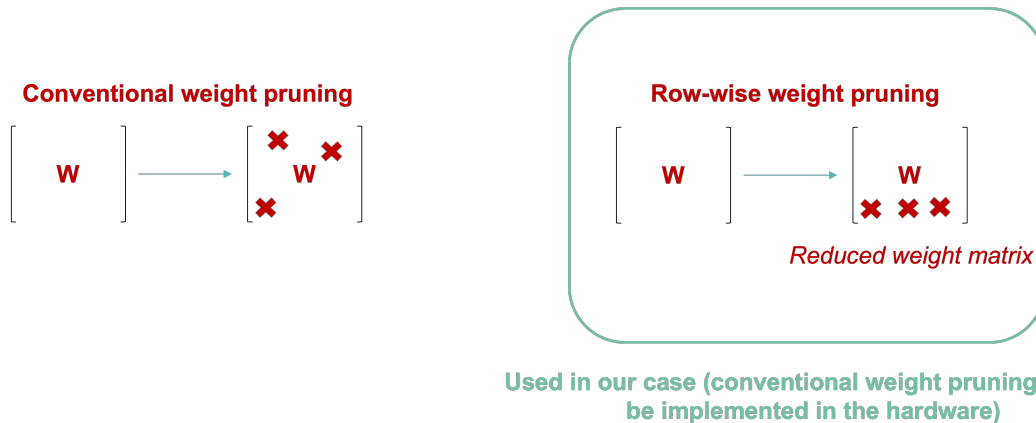 Conventional weight pruning
W
W
Row-wise weight pruning
W
W
Reduced weight matrix
Used in our case (conventional weight pruning
be implemented in the hardware)